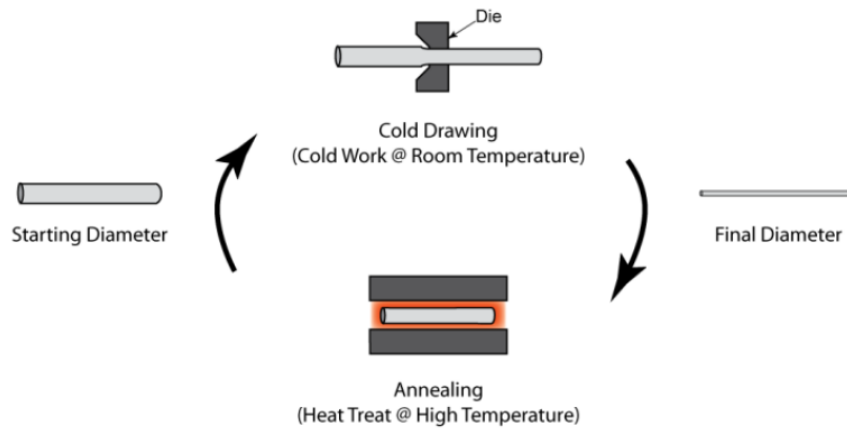 Die
Cold Drawing
(Cold Work @ Room Temperature)
Starting Diameter
Final Diameter
Annealing
(Heat Treat @ High Temperature)